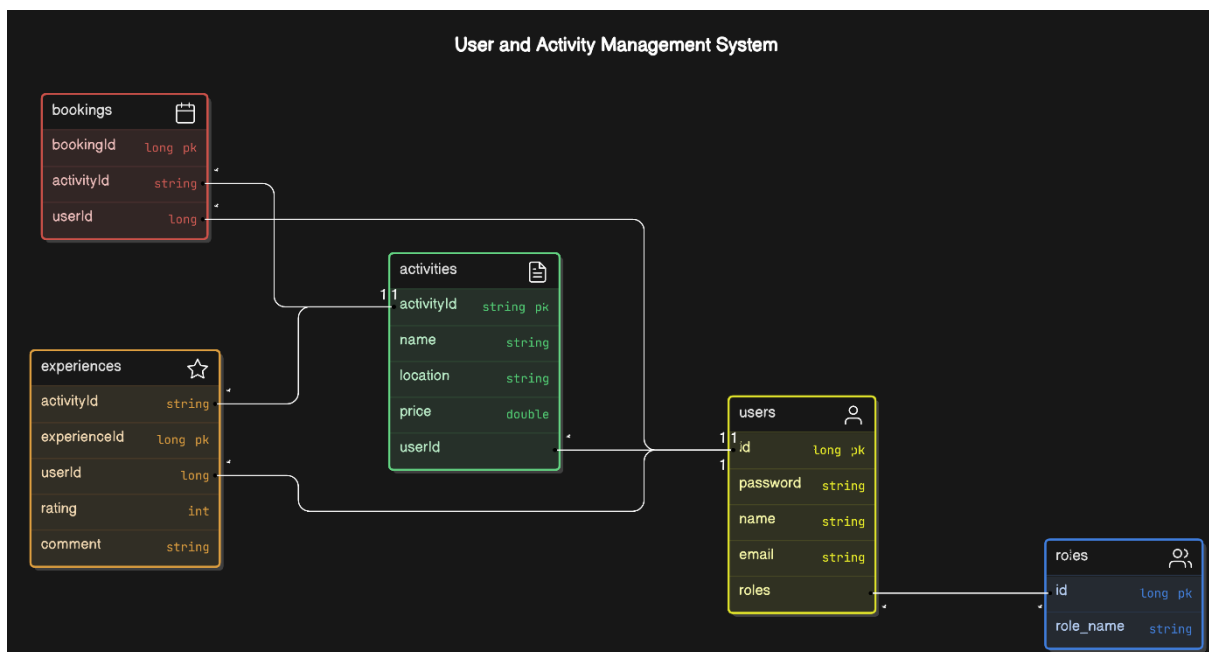 User and Activity Management System
bookings
bookingId long pk
activityId string
userId long
activities
1 1
activityId string pk
name string
location string
price double
userId
experiences
activityId string
experienceId long pk
userId long
rating int
comment string
users
1 1
id long pk
1
password string
name string
email string
roles
roles
id long pk
role_name string